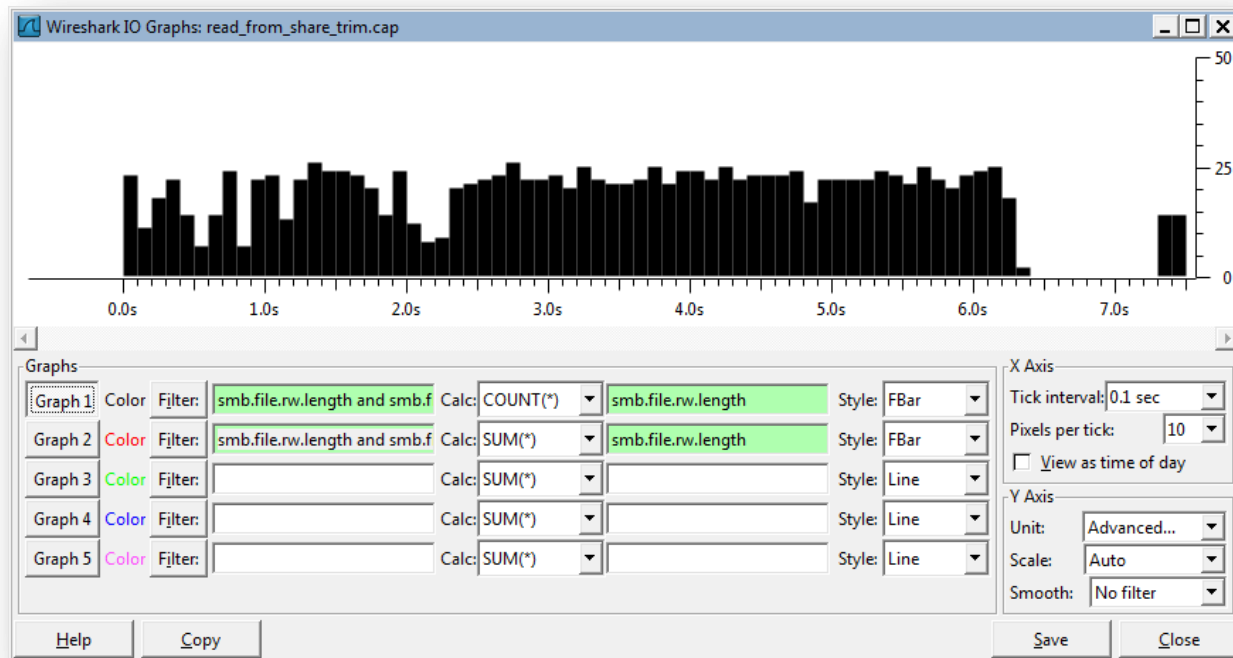 Wireshark IO Graphs: read_from_share_trim.cap
50
25
0
0.0s 1.0s 2.0s 3.0s 4.0s 5.0s 6.0s 7.0s
Graphs
Graph 1 Color Filter: smb.file.rw.length and smb.f Calc: COUNT(*) smb.file.rw.length Style: FBar
Graph 2 Color Filter: smb.file.rw.length and smb.f Calc: SUM(*) smb.file.rw.length Style: FBar
Graph 3 Color Filter: Calc: SUM(*) Style: Line
Graph 4 Color Filter: Calc: SUM(*) Style: Line
Graph 5 Color Filter: Calc: SUM(*) Style: Line
X Axis
Tick interval: 0.1 sec
Pixels per tick: 10
View as time of day
Y Axis
Unit: Advanced...
Scale: Auto
Smooth: No filter
Help Copy Save Close